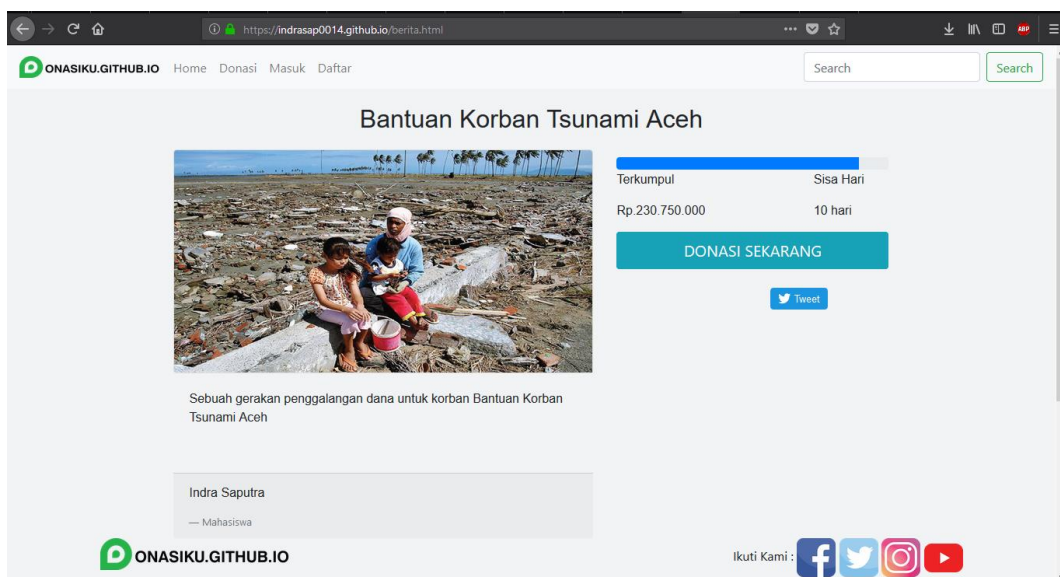 https://indrasap0014.github.io/berita.html
ABP
ONASIKU.GITHUB.IO Home Donasi Masuk Daftar Search Search
Bantuan Korban Tsunami Aceh
Terkumpul Sisa Hari
Rp.230.750.000 10 hari
DONASI SEKARANG
Tweet
Sebuah gerakan penggalangan dana untuk korban Bantuan Korban
Tsunami Aceh
Indra Saputra
— Mahasiswa
ONASIKU.GITHUB.IO Ikuti Kami :